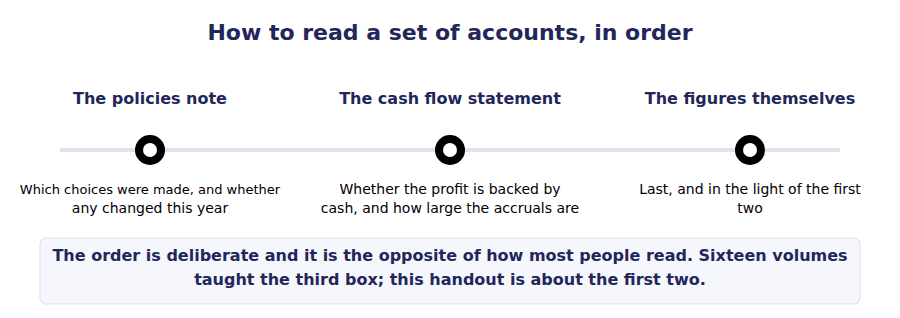 How to read a set of accounts, in order
The policies note
The cash flow statement
The figures themselves
Which choices were made, and whether
any changed this year
Whether the profit is backed by
cash, and how large the accruals are
Last, and in the light of the first
two
The order is deliberate and it is the opposite of how most people read. Sixteen volumes
taught the third box; this handout is about the first two.